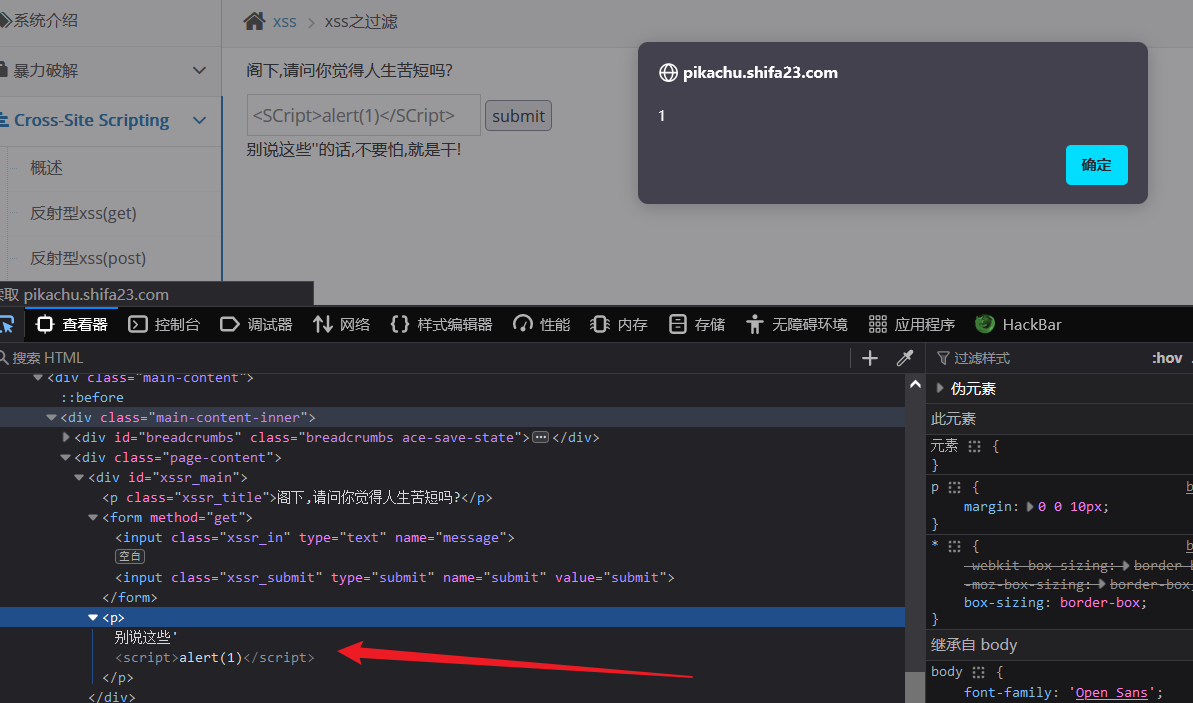 系统介绍
xss > xss之过滤
暴力破解
阁下,请问你觉得人生苦短吗?
pikachu.shifa23.com
1
确定
Cross-Site Scripting
<SCript>alert(1)</SCript>
submit
别说这些''的话,不要怕,就是干!
概述
反射型xss(get)
反射型xss(post)
读取 pikachu.shifa23.com
查看器 控制台 调试器 网络 {} 样式编辑器 性能 内存 存储 无障碍环境 应用程序 HackBar
搜索 HTML
<div class="main-content">
::before
<div class="main-content-inner">
<div id="breadcrumbs" class="breadcrumbs ace-save-state"> ··· </div>
<div class="page-content">
<div id="xssr_main">
<p class="xssr_title">阁下,请问你觉得人生苦短吗?</p>
<form method="get">
<input class="xssr_in" type="text" name="message">
空白
<input class="xssr_submit" type="submit" name="submit" value="submit">
</form>
<p>
别说这些'
<script>alert(1)</script>
</p>
</div>
过滤样式 :hov
伪元素
此元素
元素 {
}
p {
margin: 0 0 10px;
}
* {
-webkit-box-sizing: border-b
-moz-box-sizing: border-box
box-sizing: border-box;
}
继承自 body
body {
font-family: 'Open Sans';